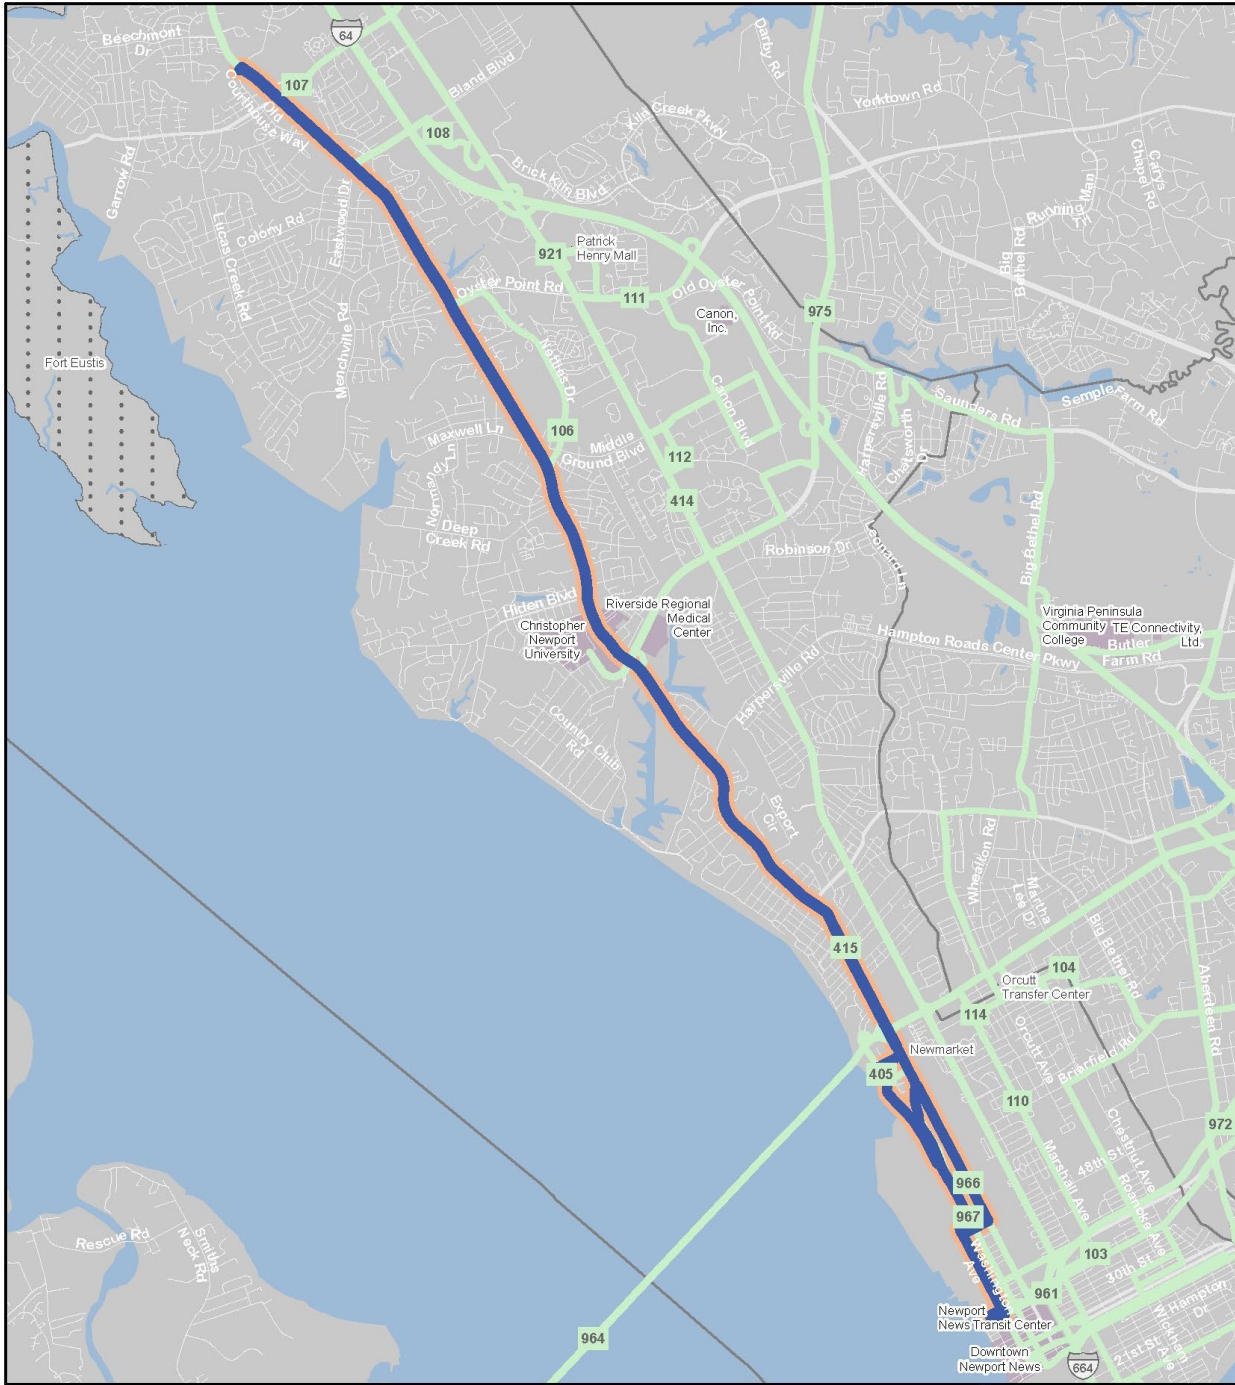 Beechmont
Dr
64
Darby Rd
107
Bland Blvd
Yorktown Rd
Old
Courthouse Way
108
Kiln Creek Pkwy
Garrow Rd
Brick Kiln Blvd
Carys
Chapel Rd
Running Man
Trl
Eastwood Dr
Colony Rd
Lucas Creek Rd
Patrick
Henry Mall
921
Big
Bethel Rd
Oyster Point Rd
111
Old Oyster
Point Rd
975
Canon,
Inc.
Menchville Rd
Fort Eustis
Nettles Dr
Canon Blvd
Harpersville Rd
Chatsworth
Dr
Saunders Rd
Semple Farm Rd
Maxwell Ln
106
Middle
Ground Blvd
112
Normandy Ln
414
Deep
Creek Rd
Robinson Dr
Leonard Ln
Big Bethel Rd
Hiden Blvd
Riverside Regional
Medical
Center
Christopher
Newport
University
Virginia Peninsula
Community
College
TE Connectivity,
Ltd.
Hampton Roads Center Pkwy
Butler
Farm Rd
Harpersville Rd
Country Club
Rd
Export
Cir
Wheatton Rd
Martha
Lee Dr
Big Bethel Rd
415
104
Orcutt
Transfer Center
Aberdeen Rd
114
Orcutt Ave
Newmarket
Briarfield Rd
405
110
972
Chestnut Ave
48th St
Marshall Ave
Roanoke Ave
966
967
Rescue Rd
Smiths
Neck Rd
Washington
Ave
103
30th St
961
Hampton
Dr
Newport
News Transit Center
Wickham
Ave
964
Downtown
Newport News
664
21st St